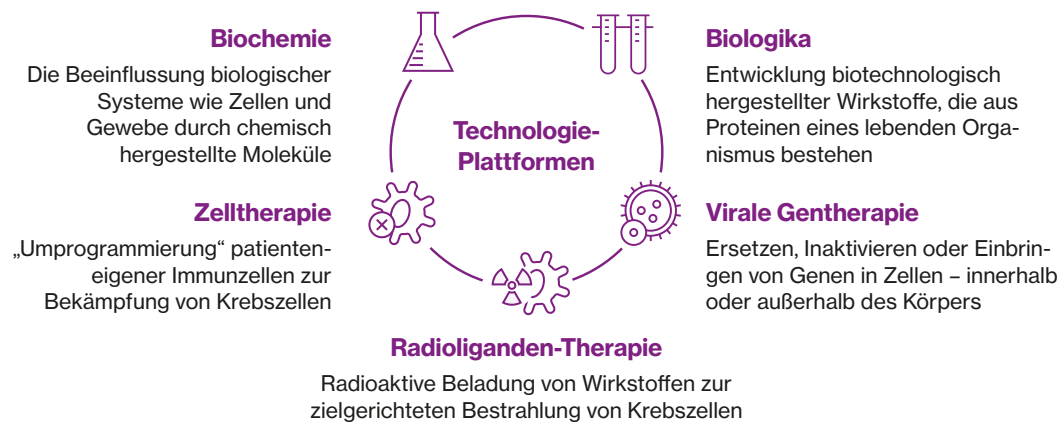 Biochemie
Die Beeinflussung biologischer
Systeme wie Zellen und
Gewebe durch chemisch
hergestellte Moleküle
Biologika
Entwicklung biotechnologisch
hergestellter Wirkstoffe, die aus
Proteinen eines lebenden Orga-
nismus bestehen
Technologie-
Plattformen
Zelltherapie
„Umprogrammierung“ patienten-
eigener Immunzellen zur
Bekämpfung von Krebszellen
Virale Gentherapie
Ersetzen, Inaktivieren oder Einbrin-
gen von Genen in Zellen – innerhalb
oder außerhalb des Körpers
Radioliganden-Therapie
Radioaktive Beladung von Wirkstoffen zur
zielgerichteten Bestrahlung von Krebszellen